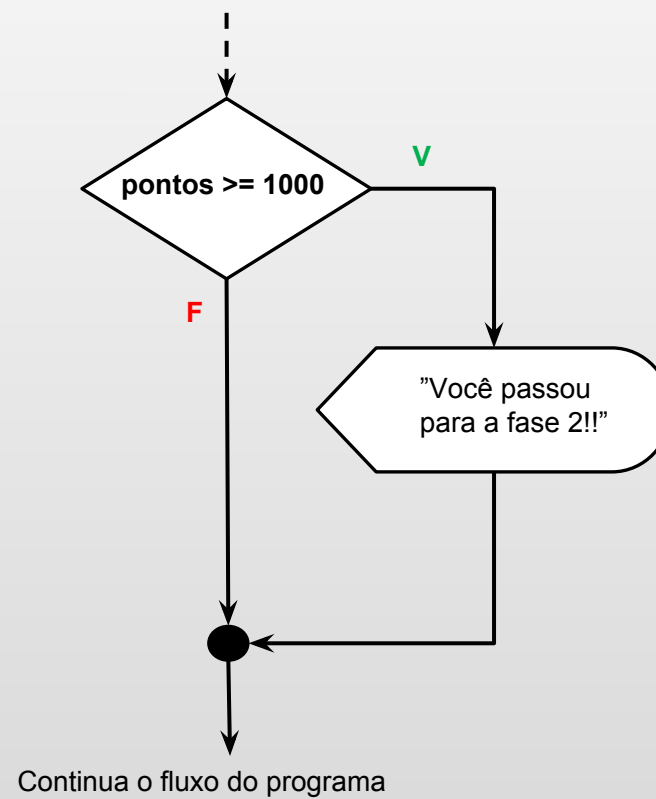 V
pontos >= 1000
F
”Você passou
para a fase 2!!”
Continua o fluxo do programa